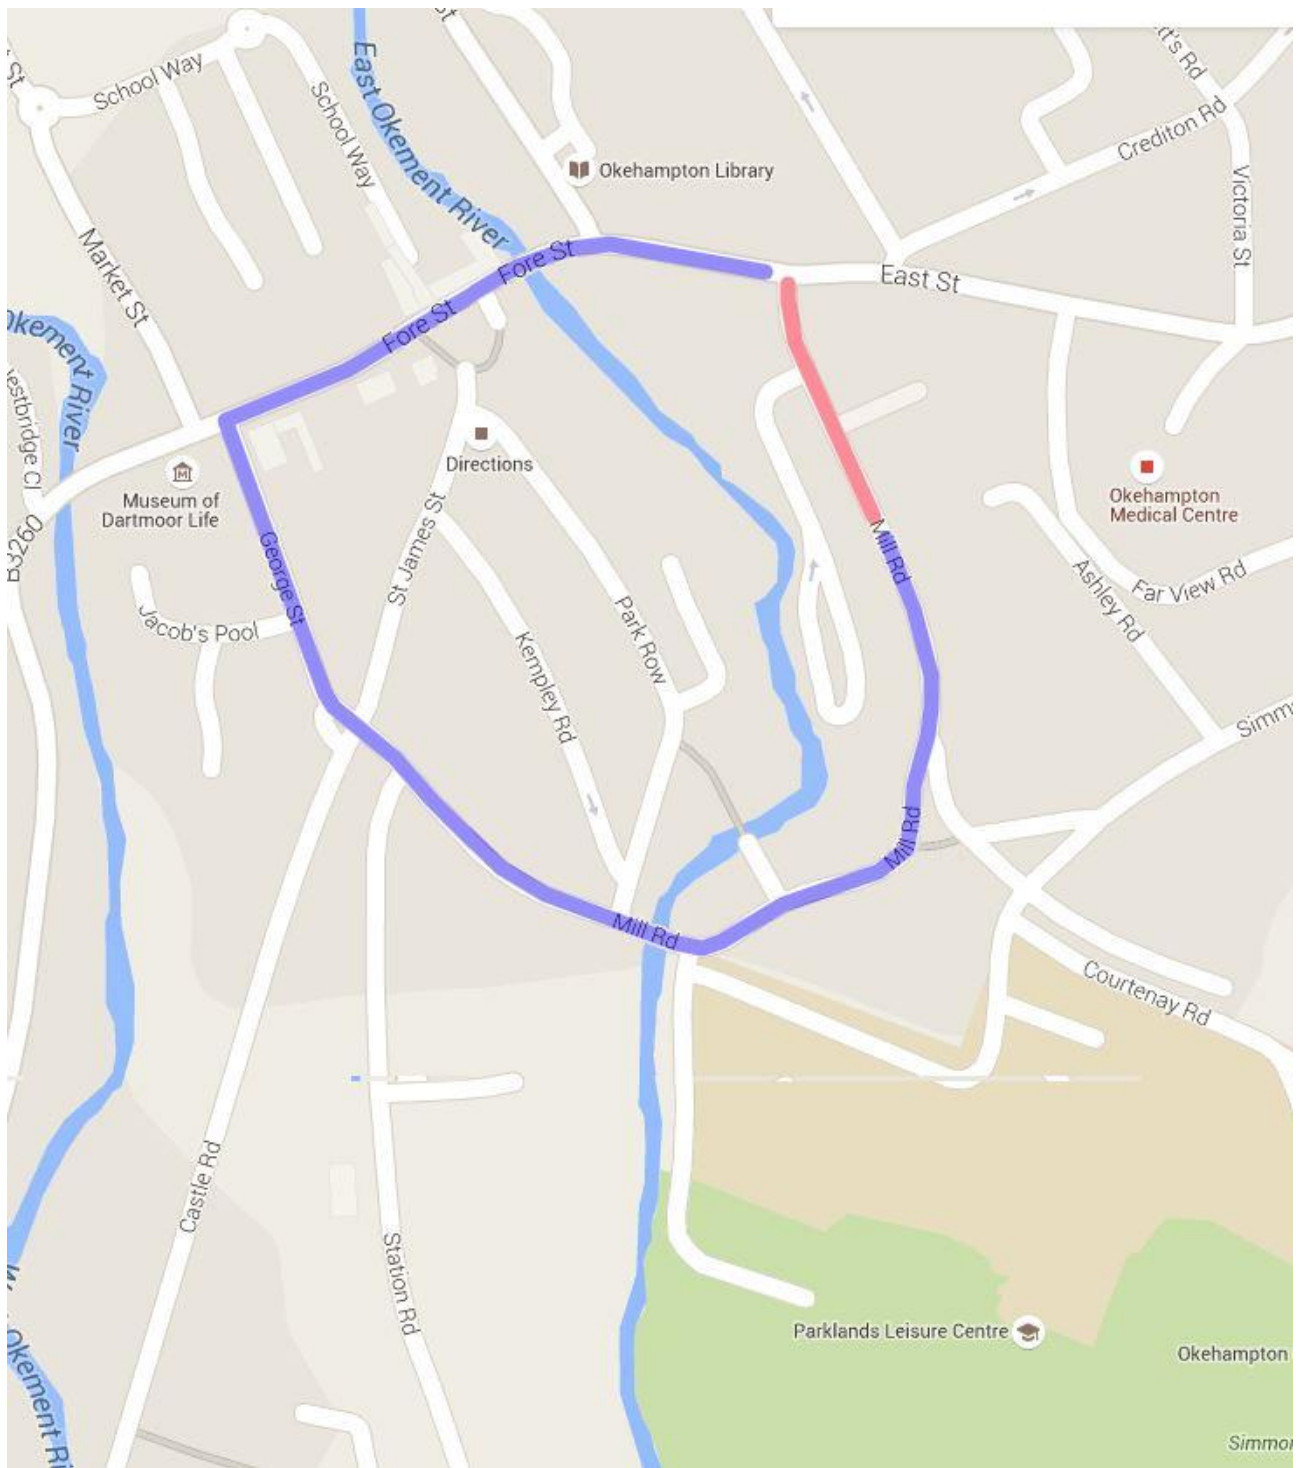 School Way
School Way
East Okement River
Okehampton Library
Crediton Rd
Victoria St
Market St
Fore St
Fore St
East St
River
B3260
Museum of
Dartmoor Life
Directions
Okehampton
Medical Centre
George St
St James St
Mill Rd
Jacob's Pool
Park Row
Kempley Rd
Ashley Rd
Far View Rd
Mill Rd
Mill Rd
Courtenay Rd
Castle Rd
Station Rd
Parklands Leisure Centre
Okehampton